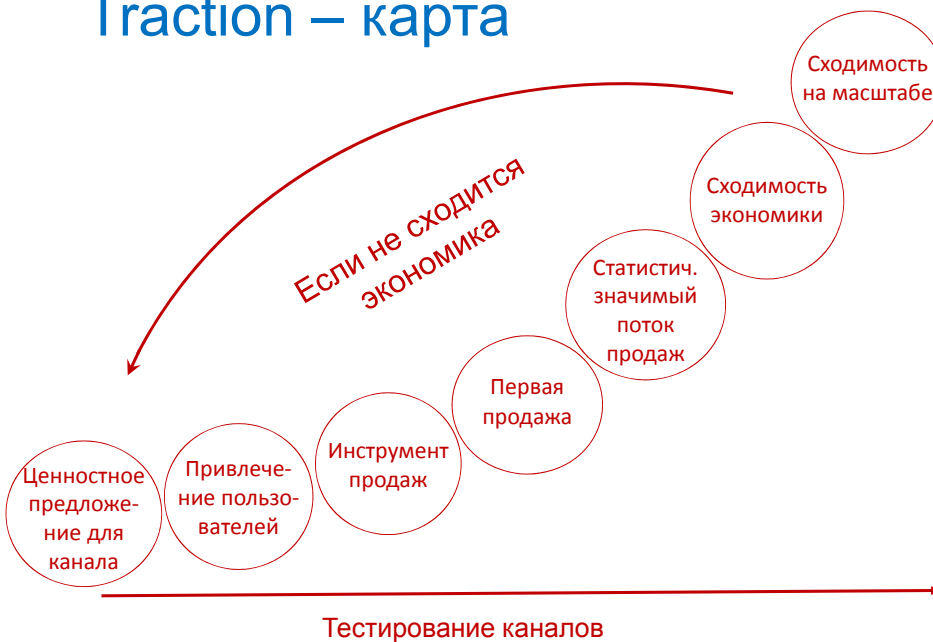 Traction – карта
Сходимость
на масштабе
Сходимость
экономики
Если не сходится
экономика
Статистич.
значимый
поток
продаж
Первая
продажа
Инструмент
продаж
Привлече-
ние пользо-
вателей
Ценностное
предложе-
ние для
канала
Тестирование каналов